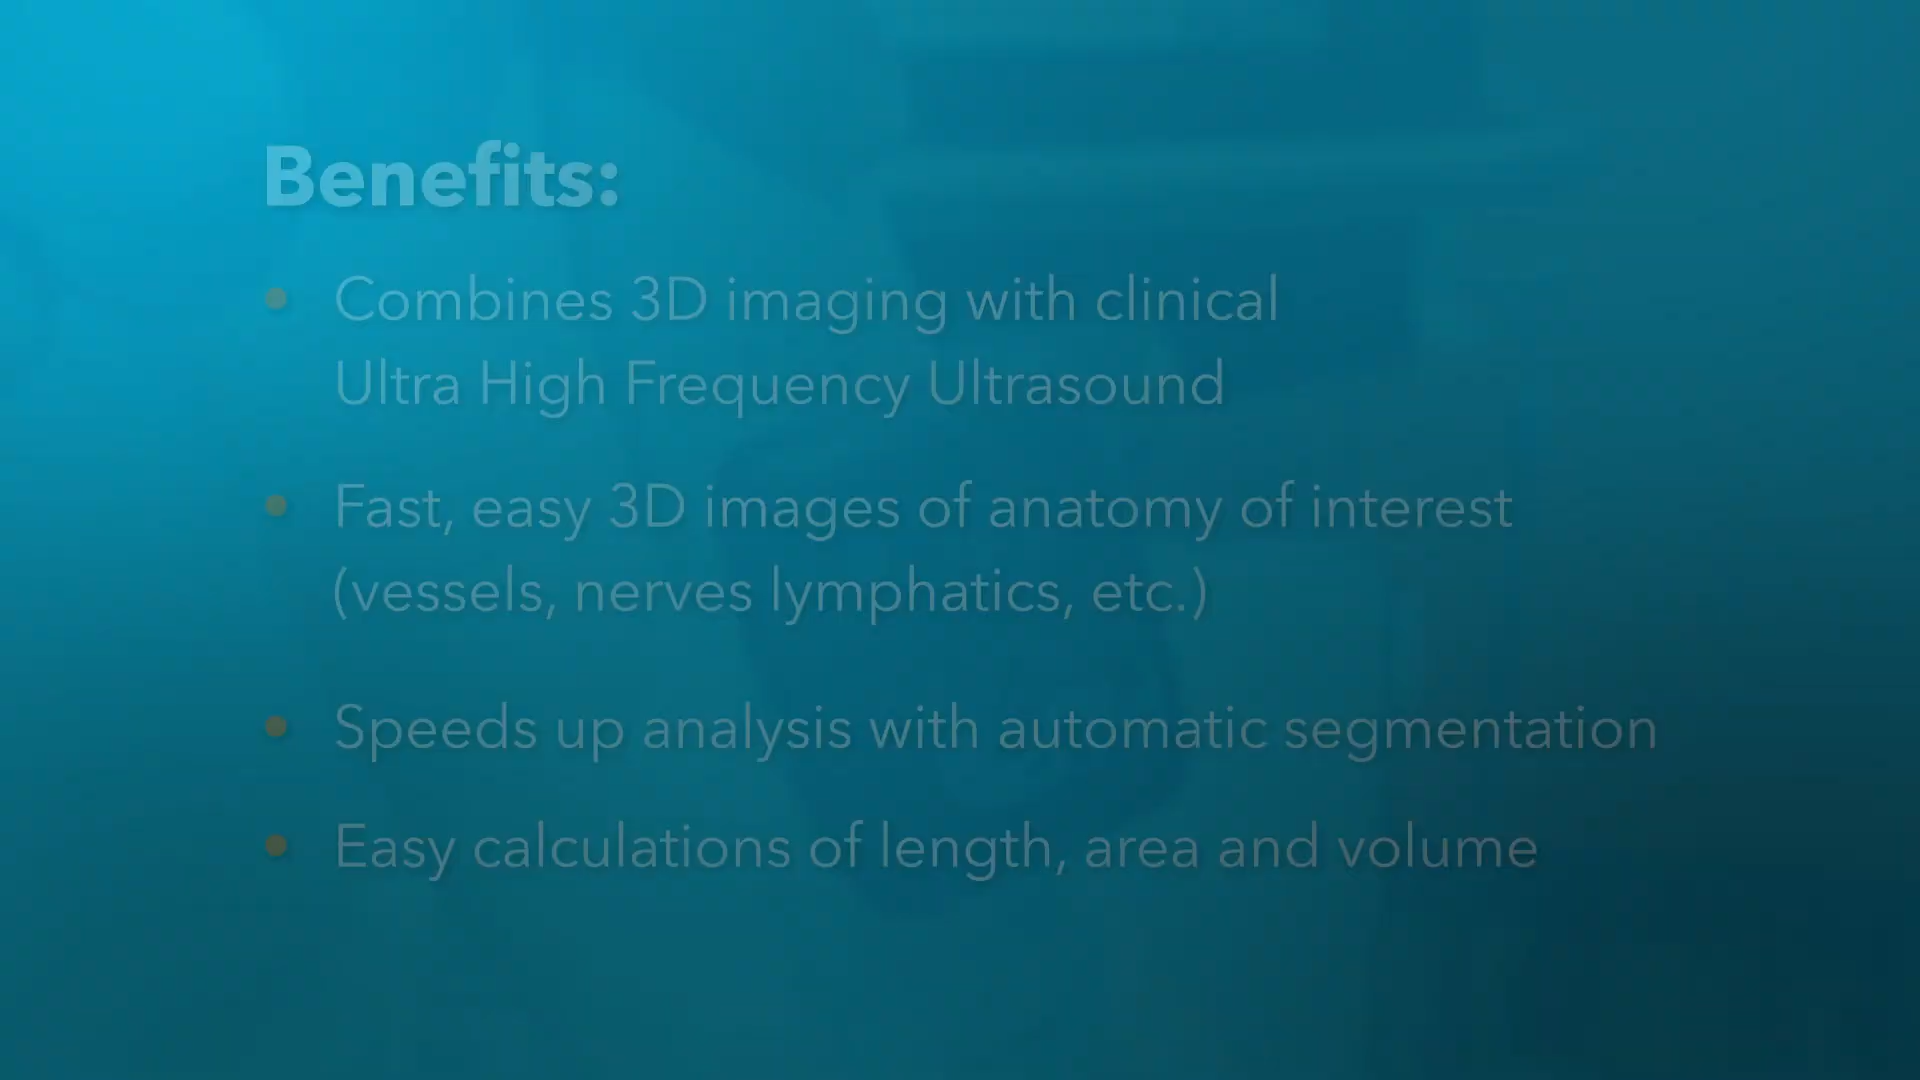 Benefits:
• Combines 3D imaging with clinical
Ultra High Frequency Ultrasound
• Fast, easy 3D images of anatomy of interest
(vessels, nerves lymphatics, etc.)
• Speeds up analysis with automatic segmentation
• Easy calculations of length, area and volume